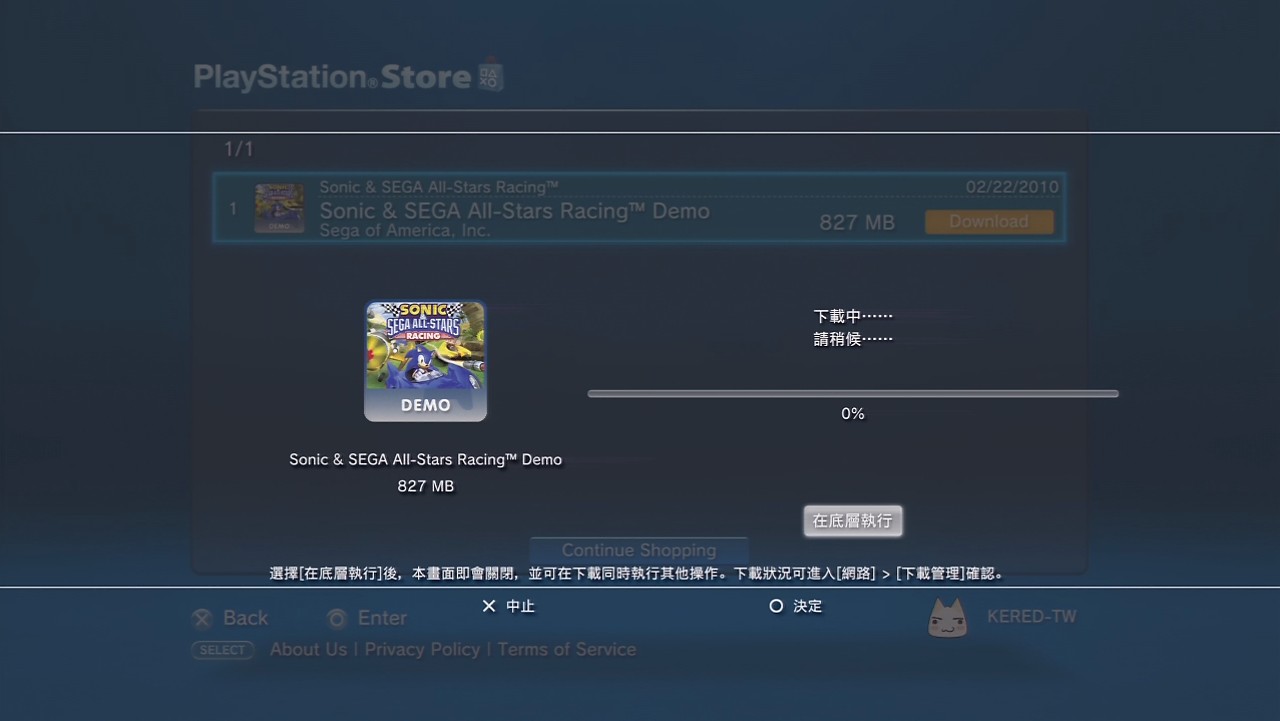 PlayStation®Store
1/1
1
DEMO
Sonic & SEGA All-Stars Racing™
02/22/2010
Sonic & SEGA All-Stars Racing™ Demo
Sega of America, Inc.
827 MB
Download
SONIC
SEGA ALL-STARS
RACING
DEMO
Sonic & SEGA All-Stars Racing™ Demo
827 MB
下載中⋯⋯
請稍候⋯⋯
0%
在底層執行
Continue Shopping
選擇[在底層執行]後，本畫面即會關閉，並可在下載同時執行其他操作。下載狀況可進入[網路] > [下載管理]確認。
✕ 中止
○ 決定
Back
Enter
KERED-TW
SELECT
About Us | Privacy Policy | Terms of Service